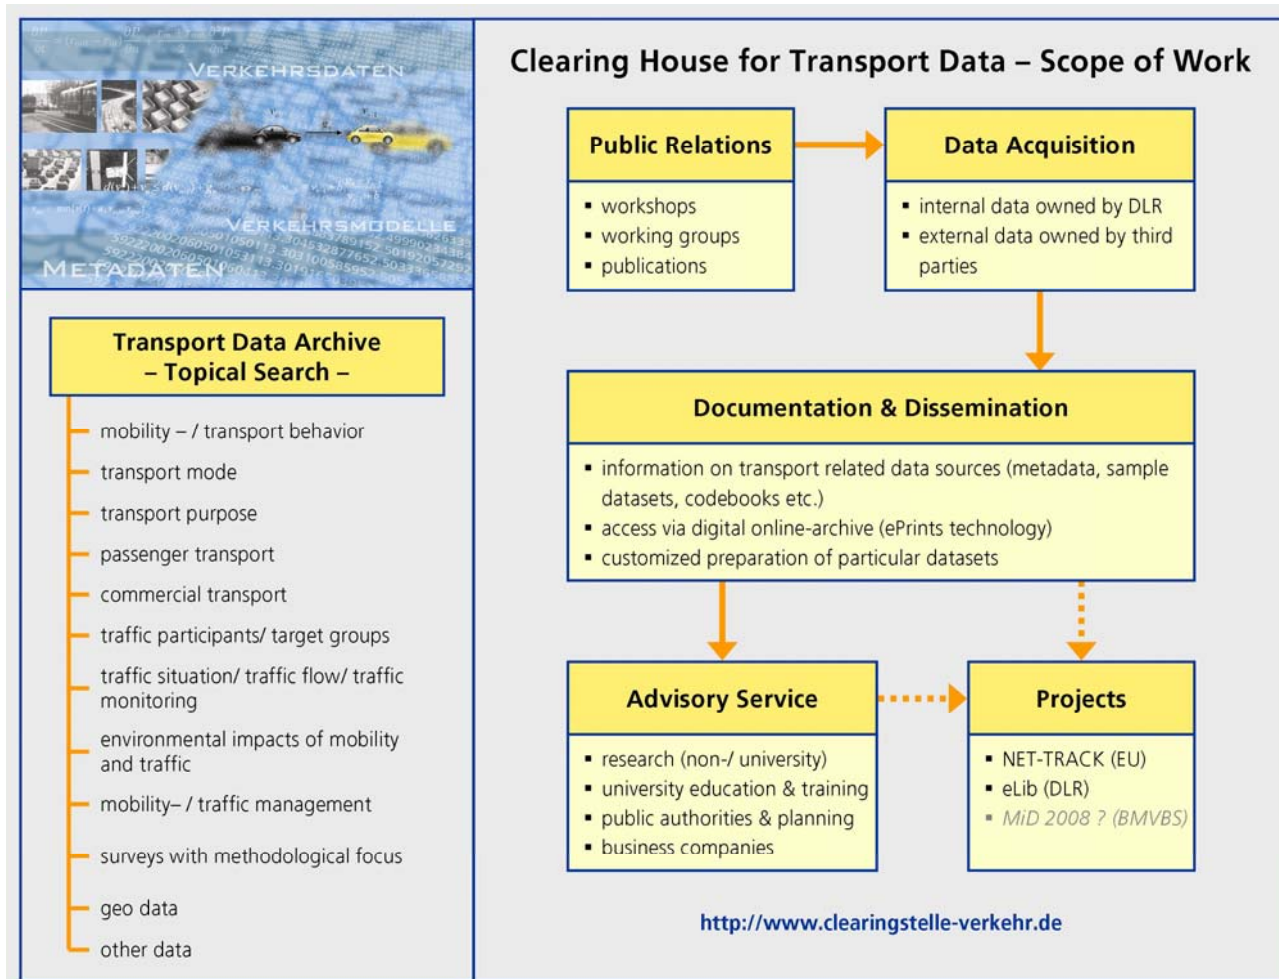 VERKEHRSDATEN
VERKEHRSMODELLE
METADATEN
Transport Data Archive
– Topical Search –
mobility – / transport behavior
transport mode
transport purpose
passenger transport
commercial transport
traffic participants/ target groups
traffic situation/ traffic flow/ traffic
monitoring
environmental impacts of mobility
and traffic
mobility– / traffic management
surveys with methodological focus
geo data
other data
Clearing House for Transport Data – Scope of Work
Public Relations
▪ workshops
▪ working groups
▪ publications
Data Acquisition
▪ internal data owned by DLR
▪ external data owned by third
parties
Documentation & Dissemination
▪ information on transport related data sources (metadata, sample
datasets, codebooks etc.)
▪ access via digital online-archive (ePrints technology)
▪ customized preparation of particular datasets
Advisory Service
▪ research (non-/ university)
▪ university education & training
▪ public authorities & planning
▪ business companies
Projects
▪ NET-TRACK (EU)
▪ eLib (DLR)
▪ MiD 2008 ? (BMVBS)
http://www.clearingstelle-verkehr.de